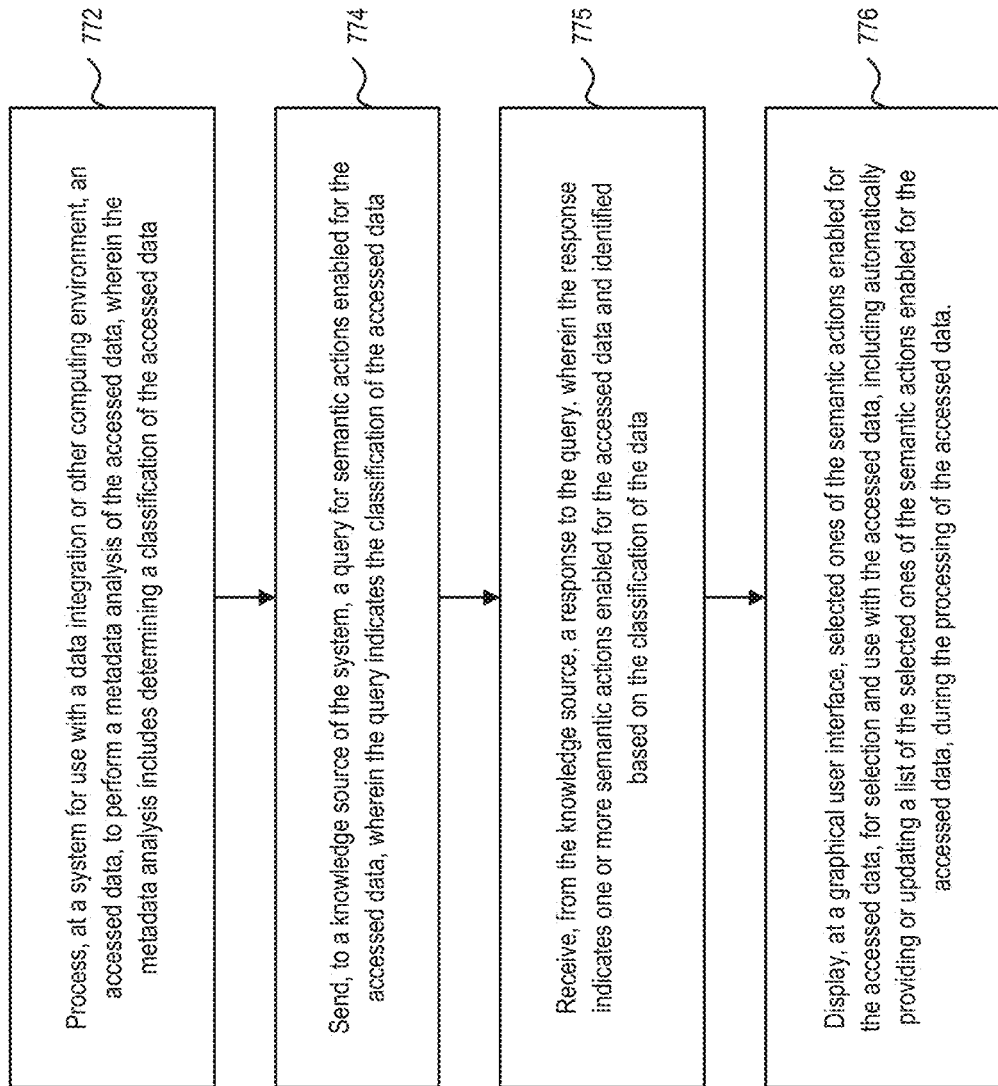 Process, at a system for use with a data integration or other computing environment, an
accessed data, to perform a metadata analysis of the accessed data, wherein the
metadata analysis includes determining a classification of the accessed data
772
Send, to a knowledge source of the system, a query for semantic actions enabled for the
accessed data, wherein the query indicates the classification of the accessed data
774
Receive, from the knowledge source, a response to the query, wherein the response
indicates one or more semantic actions enabled for the accessed data and identified
based on the classification of the data
775
Display, at a graphical user interface, selected ones of the semantic actions enabled for
the accessed data, for selection and use with the accessed data, including automatically
providing or updating a list of the selected ones of the semantic actions enabled for the
accessed data, during the processing of the accessed data.
776